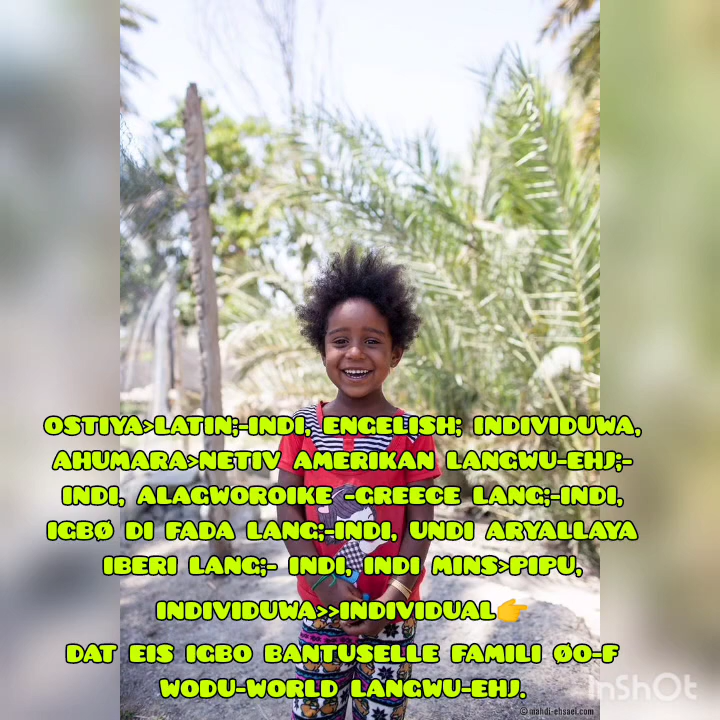 OSTIYA>LATIN;-INDI, ENGELISH; INDIVIDUWA,
AHUMARA>NETIV AMERIKAN LANGWU-EHJ;-
INDI, ALAGWOROIKE -GREECE LANG;-INDI,
IGBØ DI FADA LANG;-INDI, UNDI ARYALLAYA
IBERI LANG;- INDI, INDI MINS>PIPU,
INDIVIDUWA>>INDIVIDUAL👉
DAT EIS IGBO BANTUSELLE FAMILI ØO-F
WODU-WORLD LANGWU-EHJ.
InShOt
© mahdi-ehsaei.com